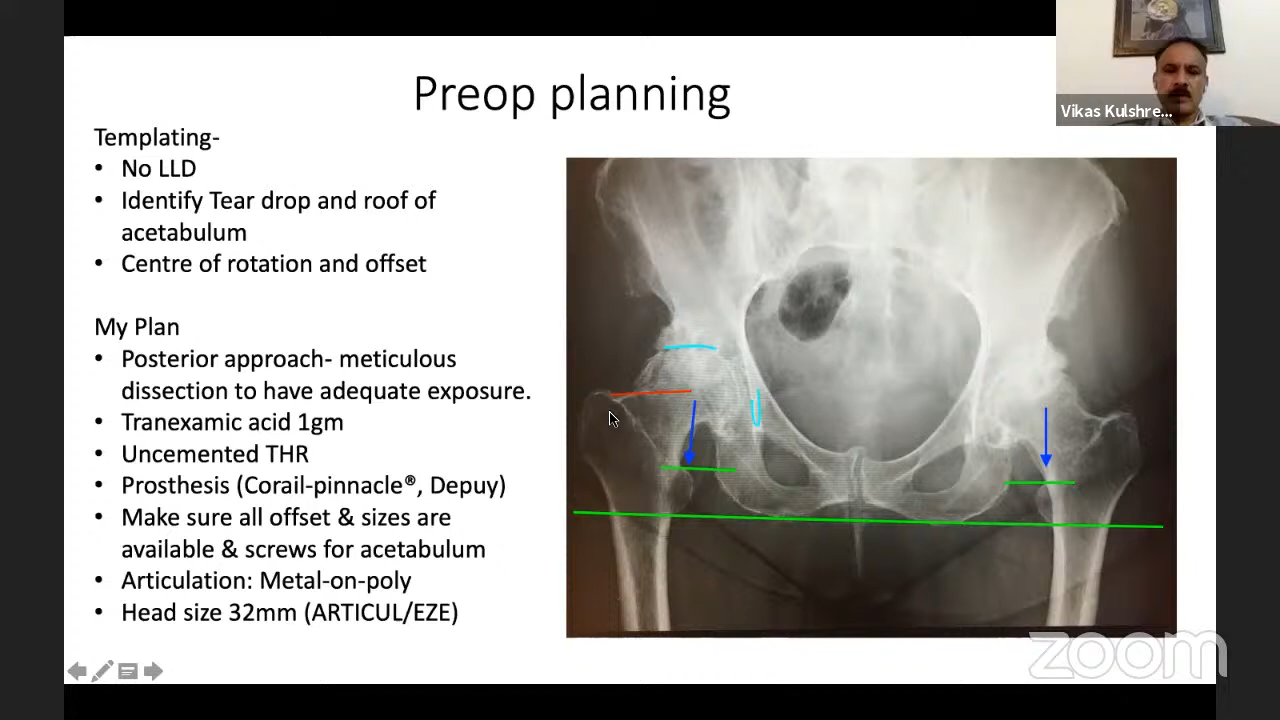 Preop planning
Vikas Kulshre...
Templating-
• No LLD
• Identify Tear drop and roof of
acetabulum
• Centre of rotation and offset
My Plan
• Posterior approach- meticulous
dissection to have adequate exposure.
• Tranexamic acid 1gm
• Uncemented THR
• Prosthesis (Corail-pinnacle®, Depuy)
• Make sure all offset & sizes are
available & screws for acetabulum
• Articulation: Metal-on-poly
• Head size 32mm (ARTICUL/EZE)
zoom